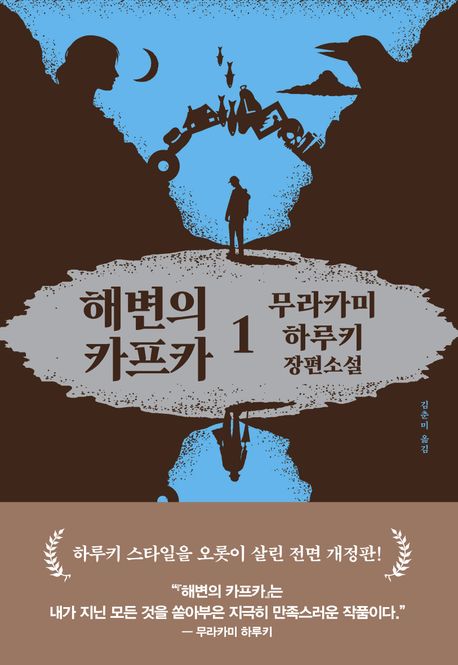 해변의
카프카
1
무라카미
하루키
장편소설
김춘미 옮김
하루키 스타일을 오롯이 살린 전면 개정판!
“『해변의 카프카』는
내가 지닌 모든 것을 쏟아부은 지극히 만족스러운 작품이다.”
― 무라카미 하루키